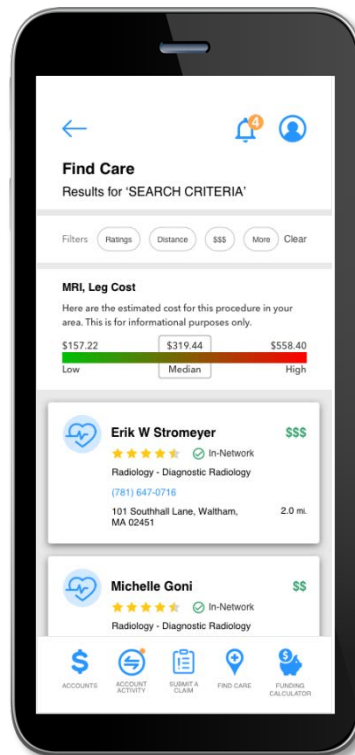 4
Find Care
Results for ‘SEARCH CRITERIA’
Filters Ratings Distance $$$ More Clear
MRI, Leg Cost
Here are the estimated cost for this procedure in your
area. This is for informational purposes only.
$157.22 $319.44 $558.40
Low Median High
Erik W Stromeyer $$$
In-Network
Radiology - Diagnostic Radiology
(781) 647-0716
101 Southhall Lane, Waltham, 2.0 mi.
MA 02451
Michelle Goni $$
In-Network
Radiology - Diagnostic Radiology
$ $
ACCOUNTS ACCOUNT SUBMIT A FIND CARE FUNDING
ACTIVITY CLAIM CALCULATOR